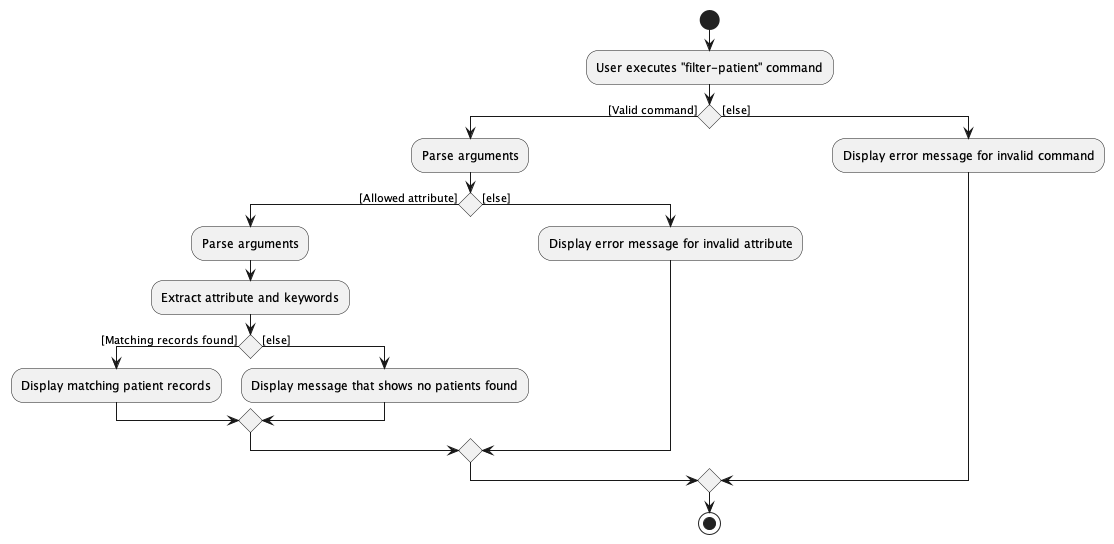 User executes "filter-patient" command
[Valid command]
[else]
Parse arguments
Display error message for invalid command
[Allowed attribute]
[else]
Parse arguments
Display error message for invalid attribute
Extract attribute and keywords
[Matching records found]
[else]
Display matching patient records
Display message that shows no patients found